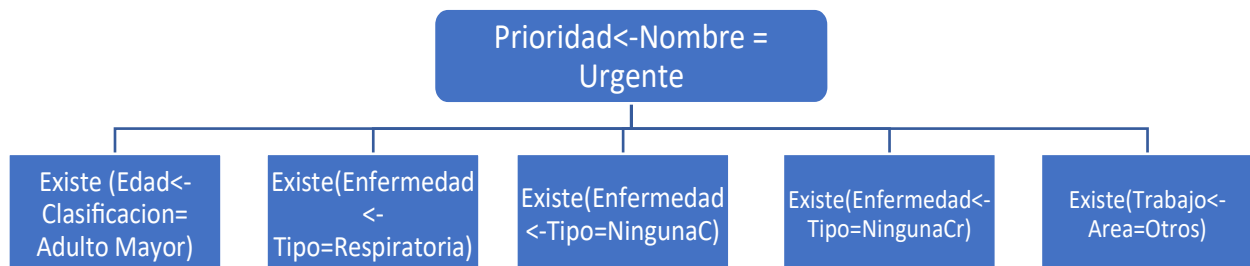 Prioridad<-Nombre =
Urgente
Existe (Edad<-
Clasificacion=
Adulto Mayor)
Existe(Enfermedad
<-
Tipo=Respiratoria)
Existe(Enfermedad
<-Tipo=NingunaC)
Existe(Enfermedad<-
Tipo=NingunaCr)
Existe(Trabajo<-
Area=Otros)